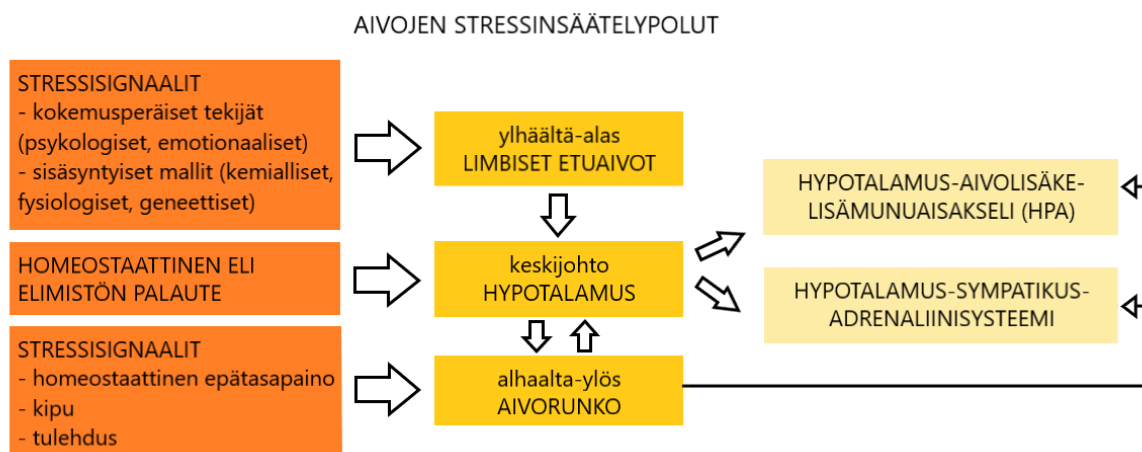 AIVOJEN STRESSINSÄÄTELYPOLUT
STRESSISIGNAALIT
- kokemusperäiset tekijät
(psykologiset, emotionaaliset)
- sisäsyntyiset mallit (kemialliset,
fysiologiset, geneettiset)
HOMEOSTAATTINEN ELI
ELIMISTÖN PALAUTE
STRESSISIGNAALIT
- homeostaattinen epätasapaino
- kipu
- tulehdus
ylhäältä-alas
LIMBISET ETUAIVOT
keskijohto
HYPOTALAMUS
alhaalta-ylös
AIVORUNKO
HYPOTALAMUS-AIVOLISÄKE-
LISÄMUNUAISAKSELI (HPA)
HYPOTALAMUS-SYMPATIKUS-
ADRENALIINISYSTEEMI